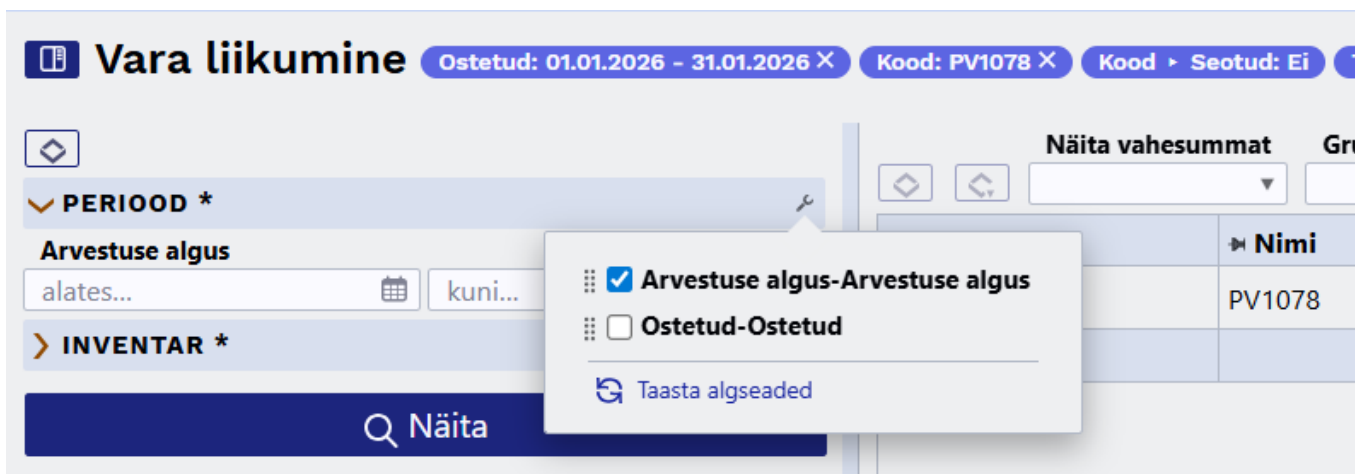 Vara liikumine Ostetud: 01.01.2026 - 31.01.2026 × Kood: PV1078 × Kood ▸ Seotud: Ei
Näita vahesummat
PERIOOD *
Arvestuse algus
alates... kuni...
Arvestuse algus-Arvestuse algus
Ostetud-Ostetud
Taasta algseaded
INVENTAR *
Näita
Nimi
PV1078